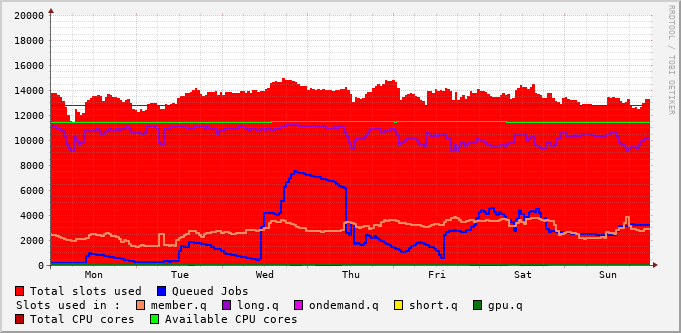 20000
18000
16000
14000
12000
10000
8000
6000
4000
2000
0
Mon Tue Wed Thu Fri Sat Sun
RRDTOOL / TOBI OETIKER
Total slots used Queued Jobs
Slots used in : member.q long.q ondemand.q short.q gpu.q
Total CPU cores Available CPU cores